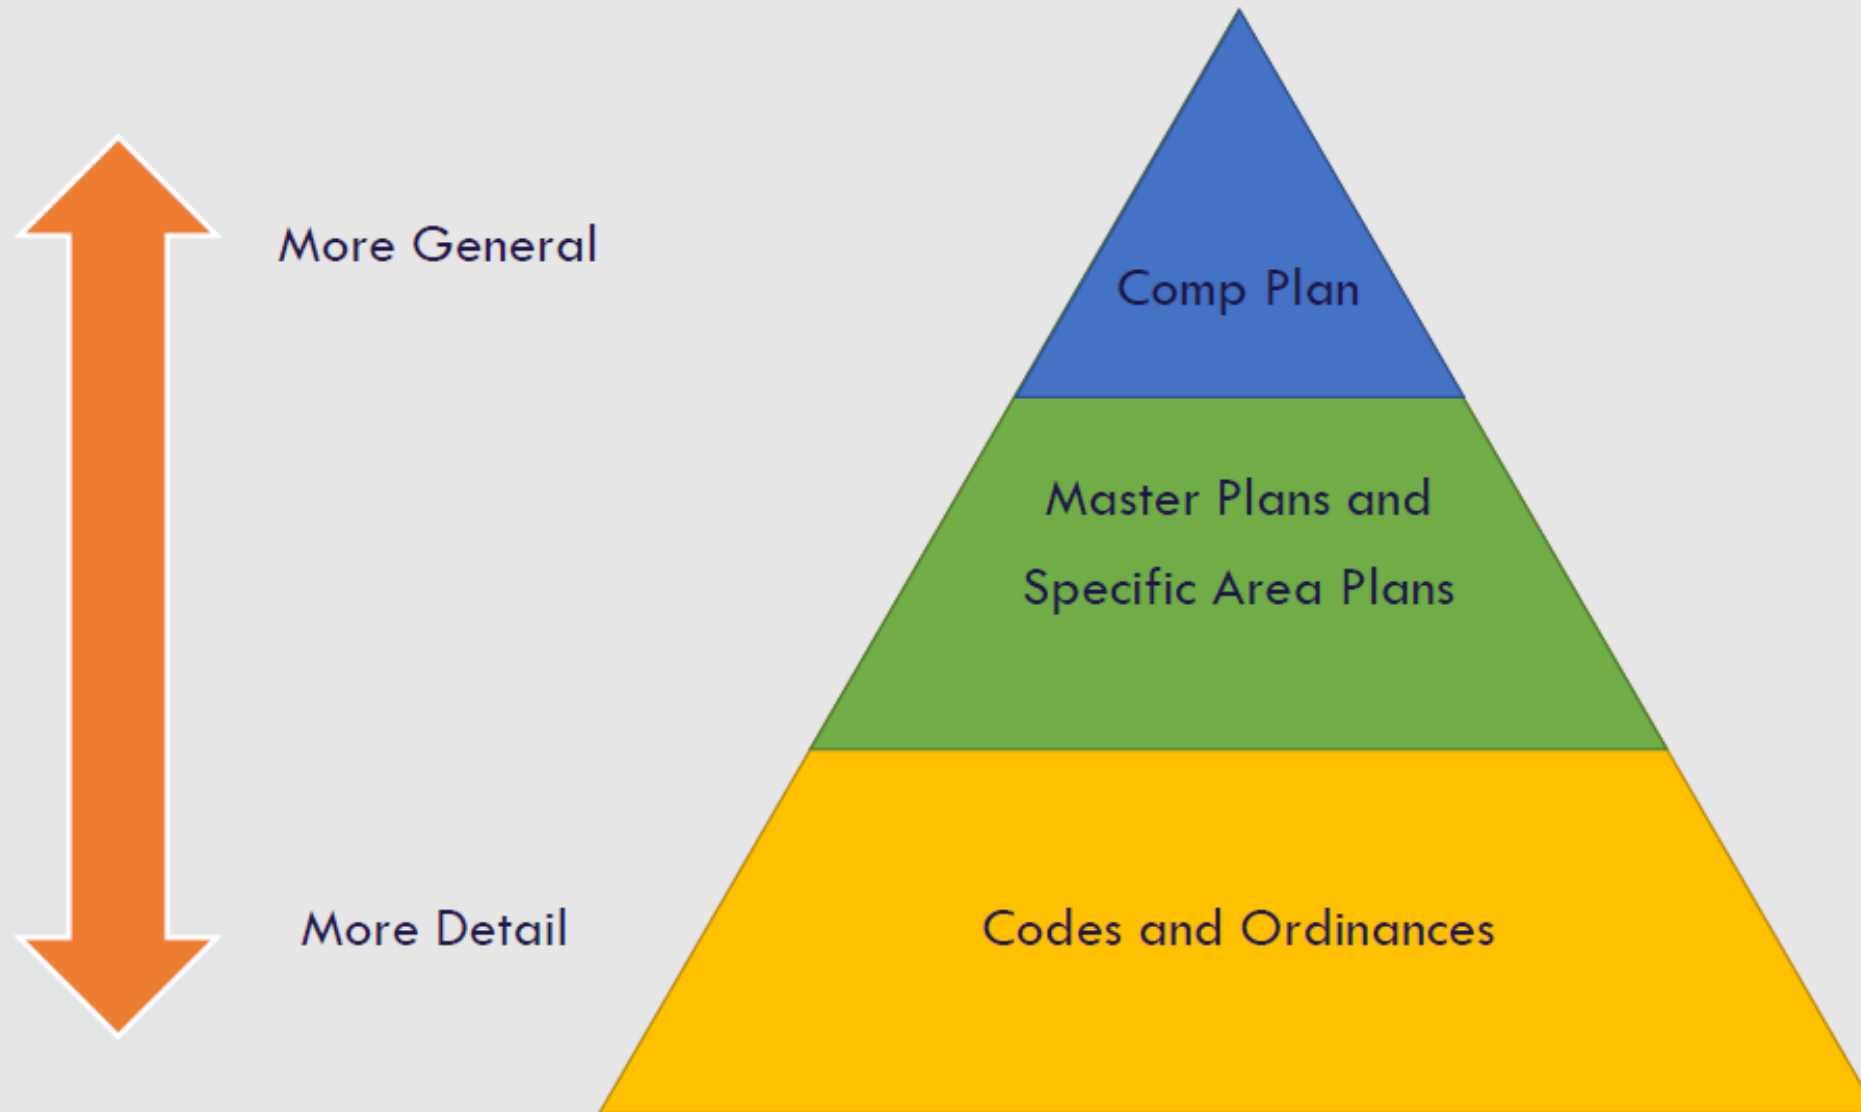 More General
Comp Plan
Master Plans and
Specific Area Plans
More Detail
Codes and Ordinances